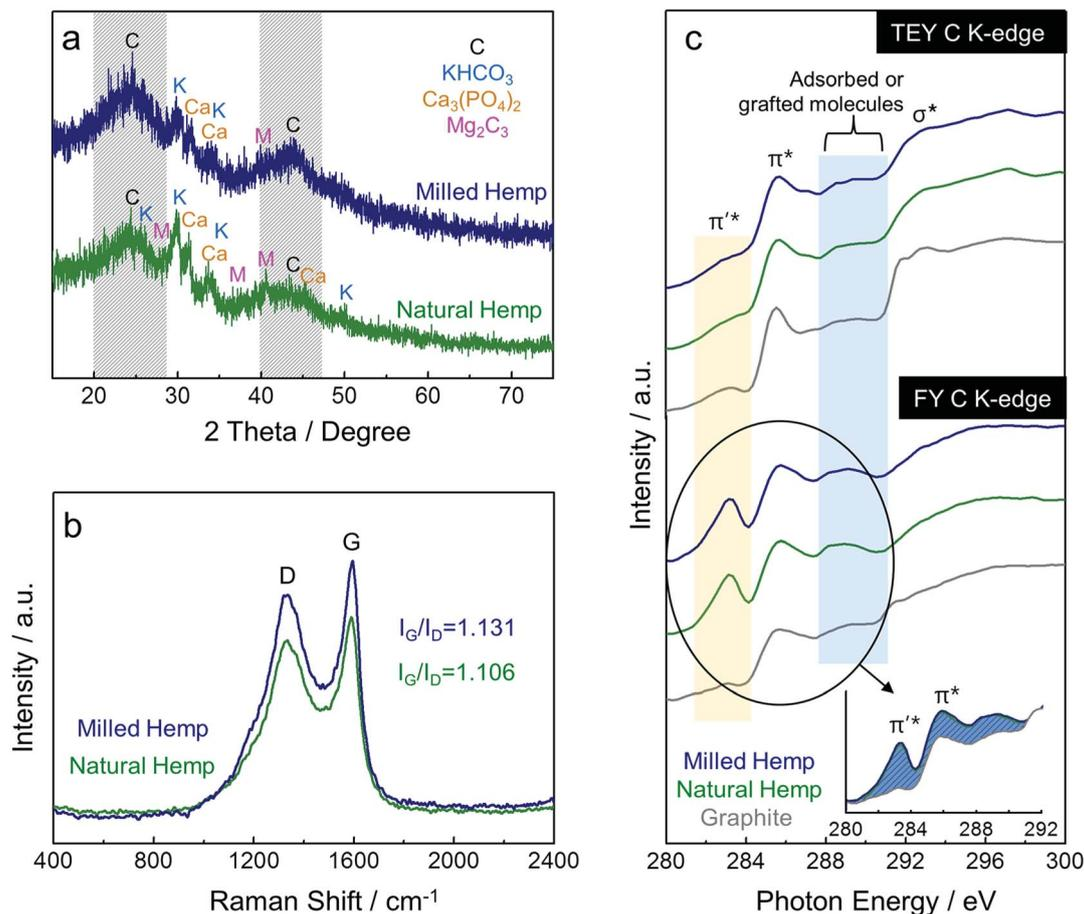 a
C
KHCO3
Ca3(PO4)2
Mg2C3
C
K
Ca
K
Ca
M
C
Milled Hemp
C
K
M
K
Ca
K
Ca
M
M
C
Ca
K
Natural Hemp
20 30 40 50 60 70
2 Theta / Degree
b
D
G
IG/ID=1.131
IG/ID=1.106
Milled Hemp
Natural Hemp
Intensity / a.u.
400 800 1200 1600 2000 2400
Raman Shift / cm-1
c
TEY C K-edge
Adsorbed or
grafted molecules
σ*
π*
π′*
FY C K-edge
Intensity / a.u.
π′*
π*
280 284 288 292
Milled Hemp
Natural Hemp
Graphite
280 284 288 292 296 300
Photon Energy / eV